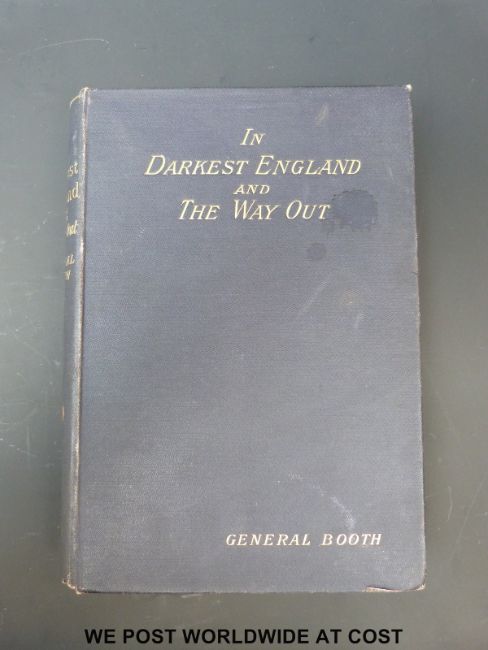 In
Darkest England
and
The Way Out
General Booth
WE POST WORLDWIDE AT COST